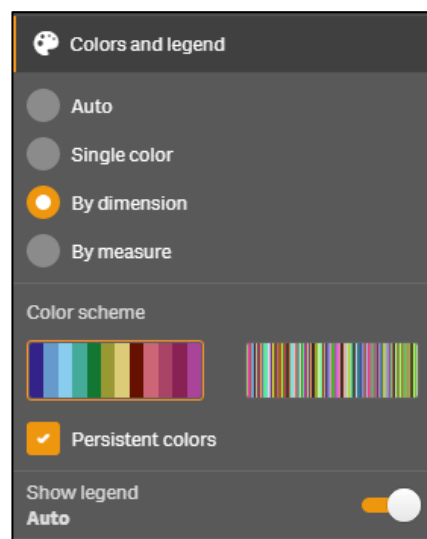 Colors and legend
Auto
Single color
By dimension
By measure
Color scheme
Persistent colors
Show legend
Auto